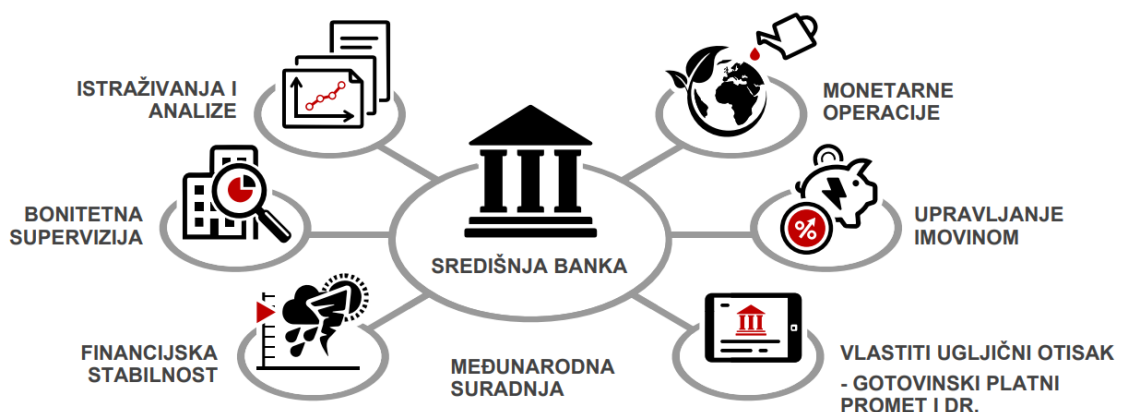 ISTRAŽIVANJA I
ANALIZE
MONETARNE
OPERACIJE
BONITETNA
SUPERVIZIJA
SREDIŠNJA BANKA
%
UPRAVLJANJE
IMOVINOM
FINANCIJSKA
STABILNOST
MEĐUNARODNA
SURADNJA
VLASTITI UGLJIČNI OTISAK
- GOTOVINSKI PLATNI
PROMET I DR.